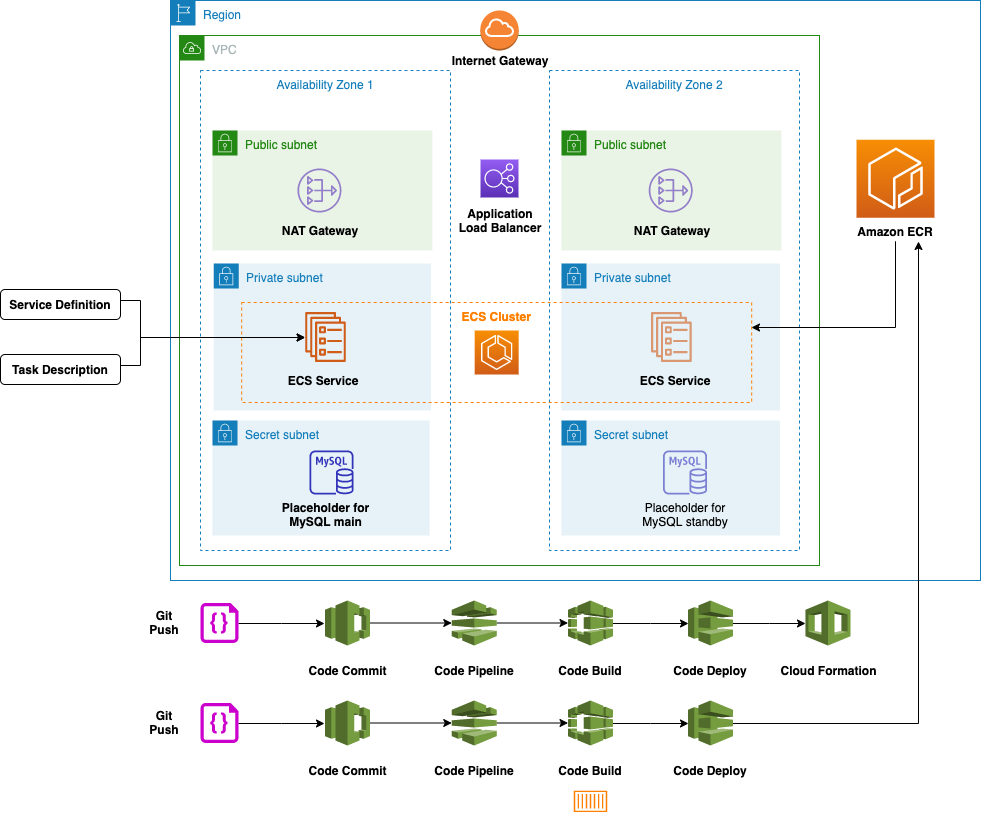 Region
VPC
Internet Gateway
Availability Zone 1
Availability Zone 2
Public subnet
Public subnet
NAT Gateway
Application
Load Balancer
NAT Gateway
Amazon ECR
Private subnet
Private subnet
Service Definition
Task Description
ECS Cluster
ECS Service
ECS Service
Secret subnet
Secret subnet
MySQL
MySQL
Placeholder for
MySQL main
Placeholder for
MySQL standby
Git
Push
{}
Code Commit
Code Pipeline
Code Build
Code Deploy
Cloud Formation
Git
Push
{}
Code Commit
Code Pipeline
Code Build
Code Deploy